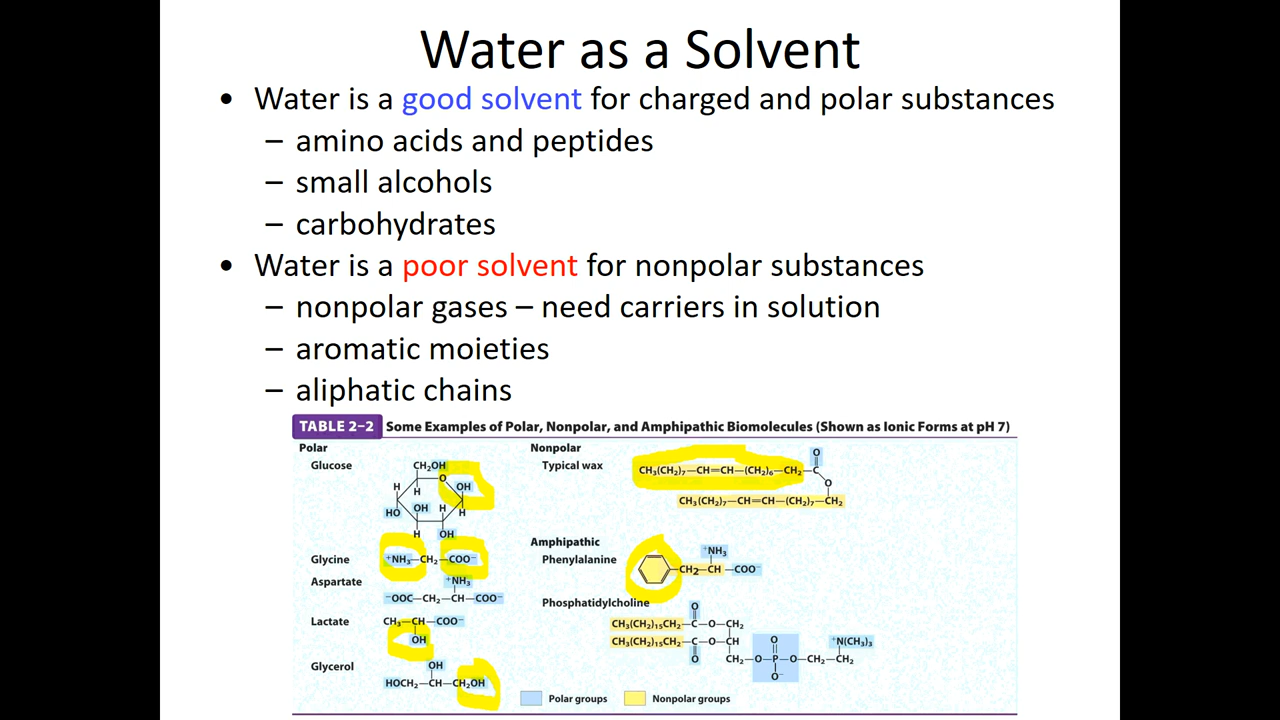 Water as a Solvent
• Water is a good solvent for charged and polar substances
– amino acids and peptides
– small alcohols
– carbohydrates
• Water is a poor solvent for nonpolar substances
– nonpolar gases – need carriers in solution
– aromatic moieties
– aliphatic chains
TABLE 2–2 Some Examples of Polar, Nonpolar, and Amphipathic Biomolecules (Shown as Ionic Forms at pH 7)
Polar
Glucose
CH₂OH
O
H
H
OH
OH
H
HO
H
H
OH
Glycine
⁺NH₃—CH₂—COO⁻
Aspartate
⁺NH₃
⁻OOC—CH₂—CH—COO⁻
Lactate
CH₃—CH—COO⁻
OH
Glycerol
OH
HOCH₂—CH—CH₂OH
Nonpolar
Typical wax
O
CH₃(CH₂)₇—CH=CH—(CH₂)₆—CH₂—C
O
CH₃(CH₂)₇—CH=CH—(CH₂)₇—CH₂
Amphipathic
Phenylalanine
⁺NH₃
CH₂—CH—COO⁻
Phosphatidylcholine
O
CH₃(CH₂)₁₅CH₂—C—O—CH₂
CH₃(CH₂)₁₅CH₂—C—O—CH
O
O
⁺N(CH₃)₃
CH₂—O—P—O—CH₂—CH₂
O⁻
Polar groups
Nonpolar groups